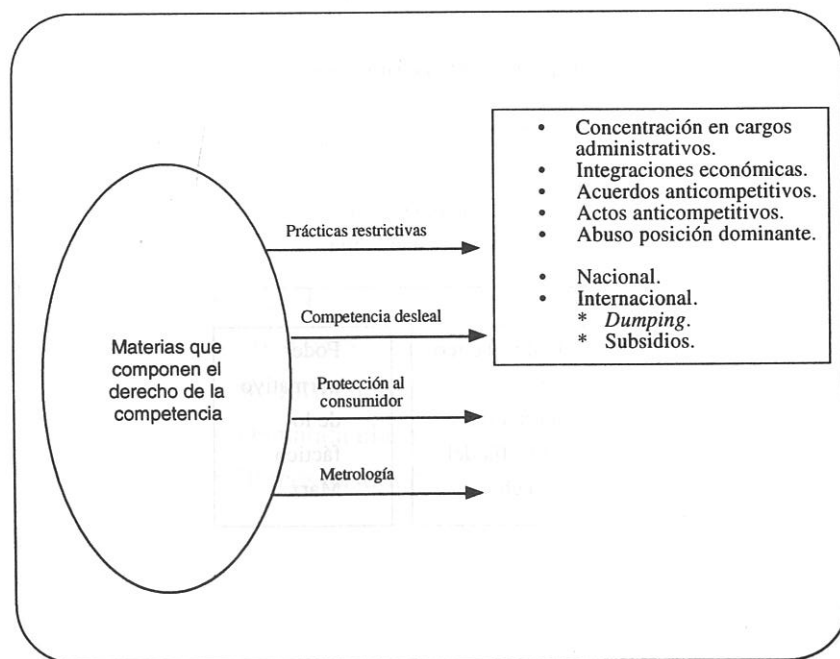 Materias que
componen el
derecho de la
competencia
Prácticas restrictivas
• Concentración en cargos
administrativos.
• Integraciones económicas.
• Acuerdos anticompetitivos.
• Actos anticompetitivos.
• Abuso posición dominante.
Competencia desleal
• Nacional.
• Internacional.
* Dumping.
* Subsidios.
Protección al
consumidor
Metrología